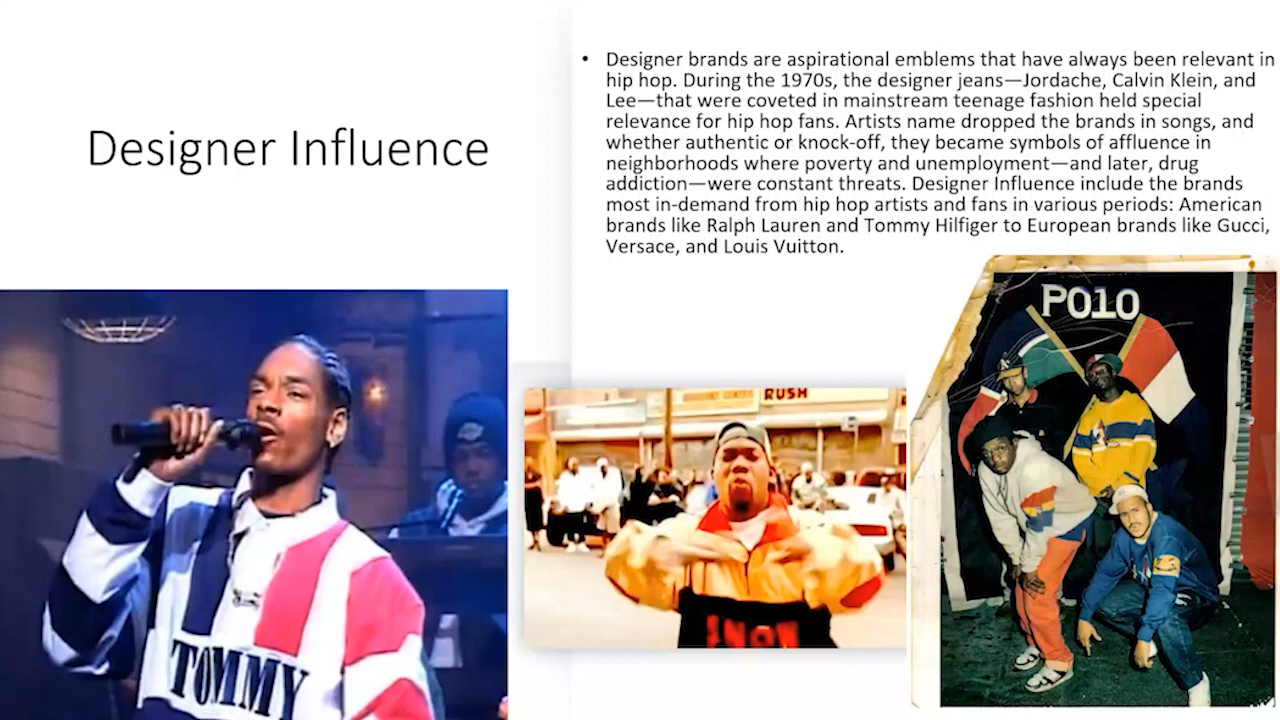 Designer Influence
• Designer brands are aspirational emblems that have always been relevant in
hip hop. During the 1970s, the designer jeans—Jordache, Calvin Klein, and
Lee—that were coveted in mainstream teenage fashion held special
relevance for hip hop fans. Artists name dropped the brands in songs, and
whether authentic or knock-off, they became symbols of affluence in
neighborhoods where poverty and unemployment—and later, drug
addiction—were constant threats. Designer Influence include the brands
most in-demand from hip hop artists and fans in various periods: American
brands like Ralph Lauren and Tommy Hilfiger to European brands like Gucci,
Versace, and Louis Vuitton.
TOMMY
RUSH
SNOW
POLO